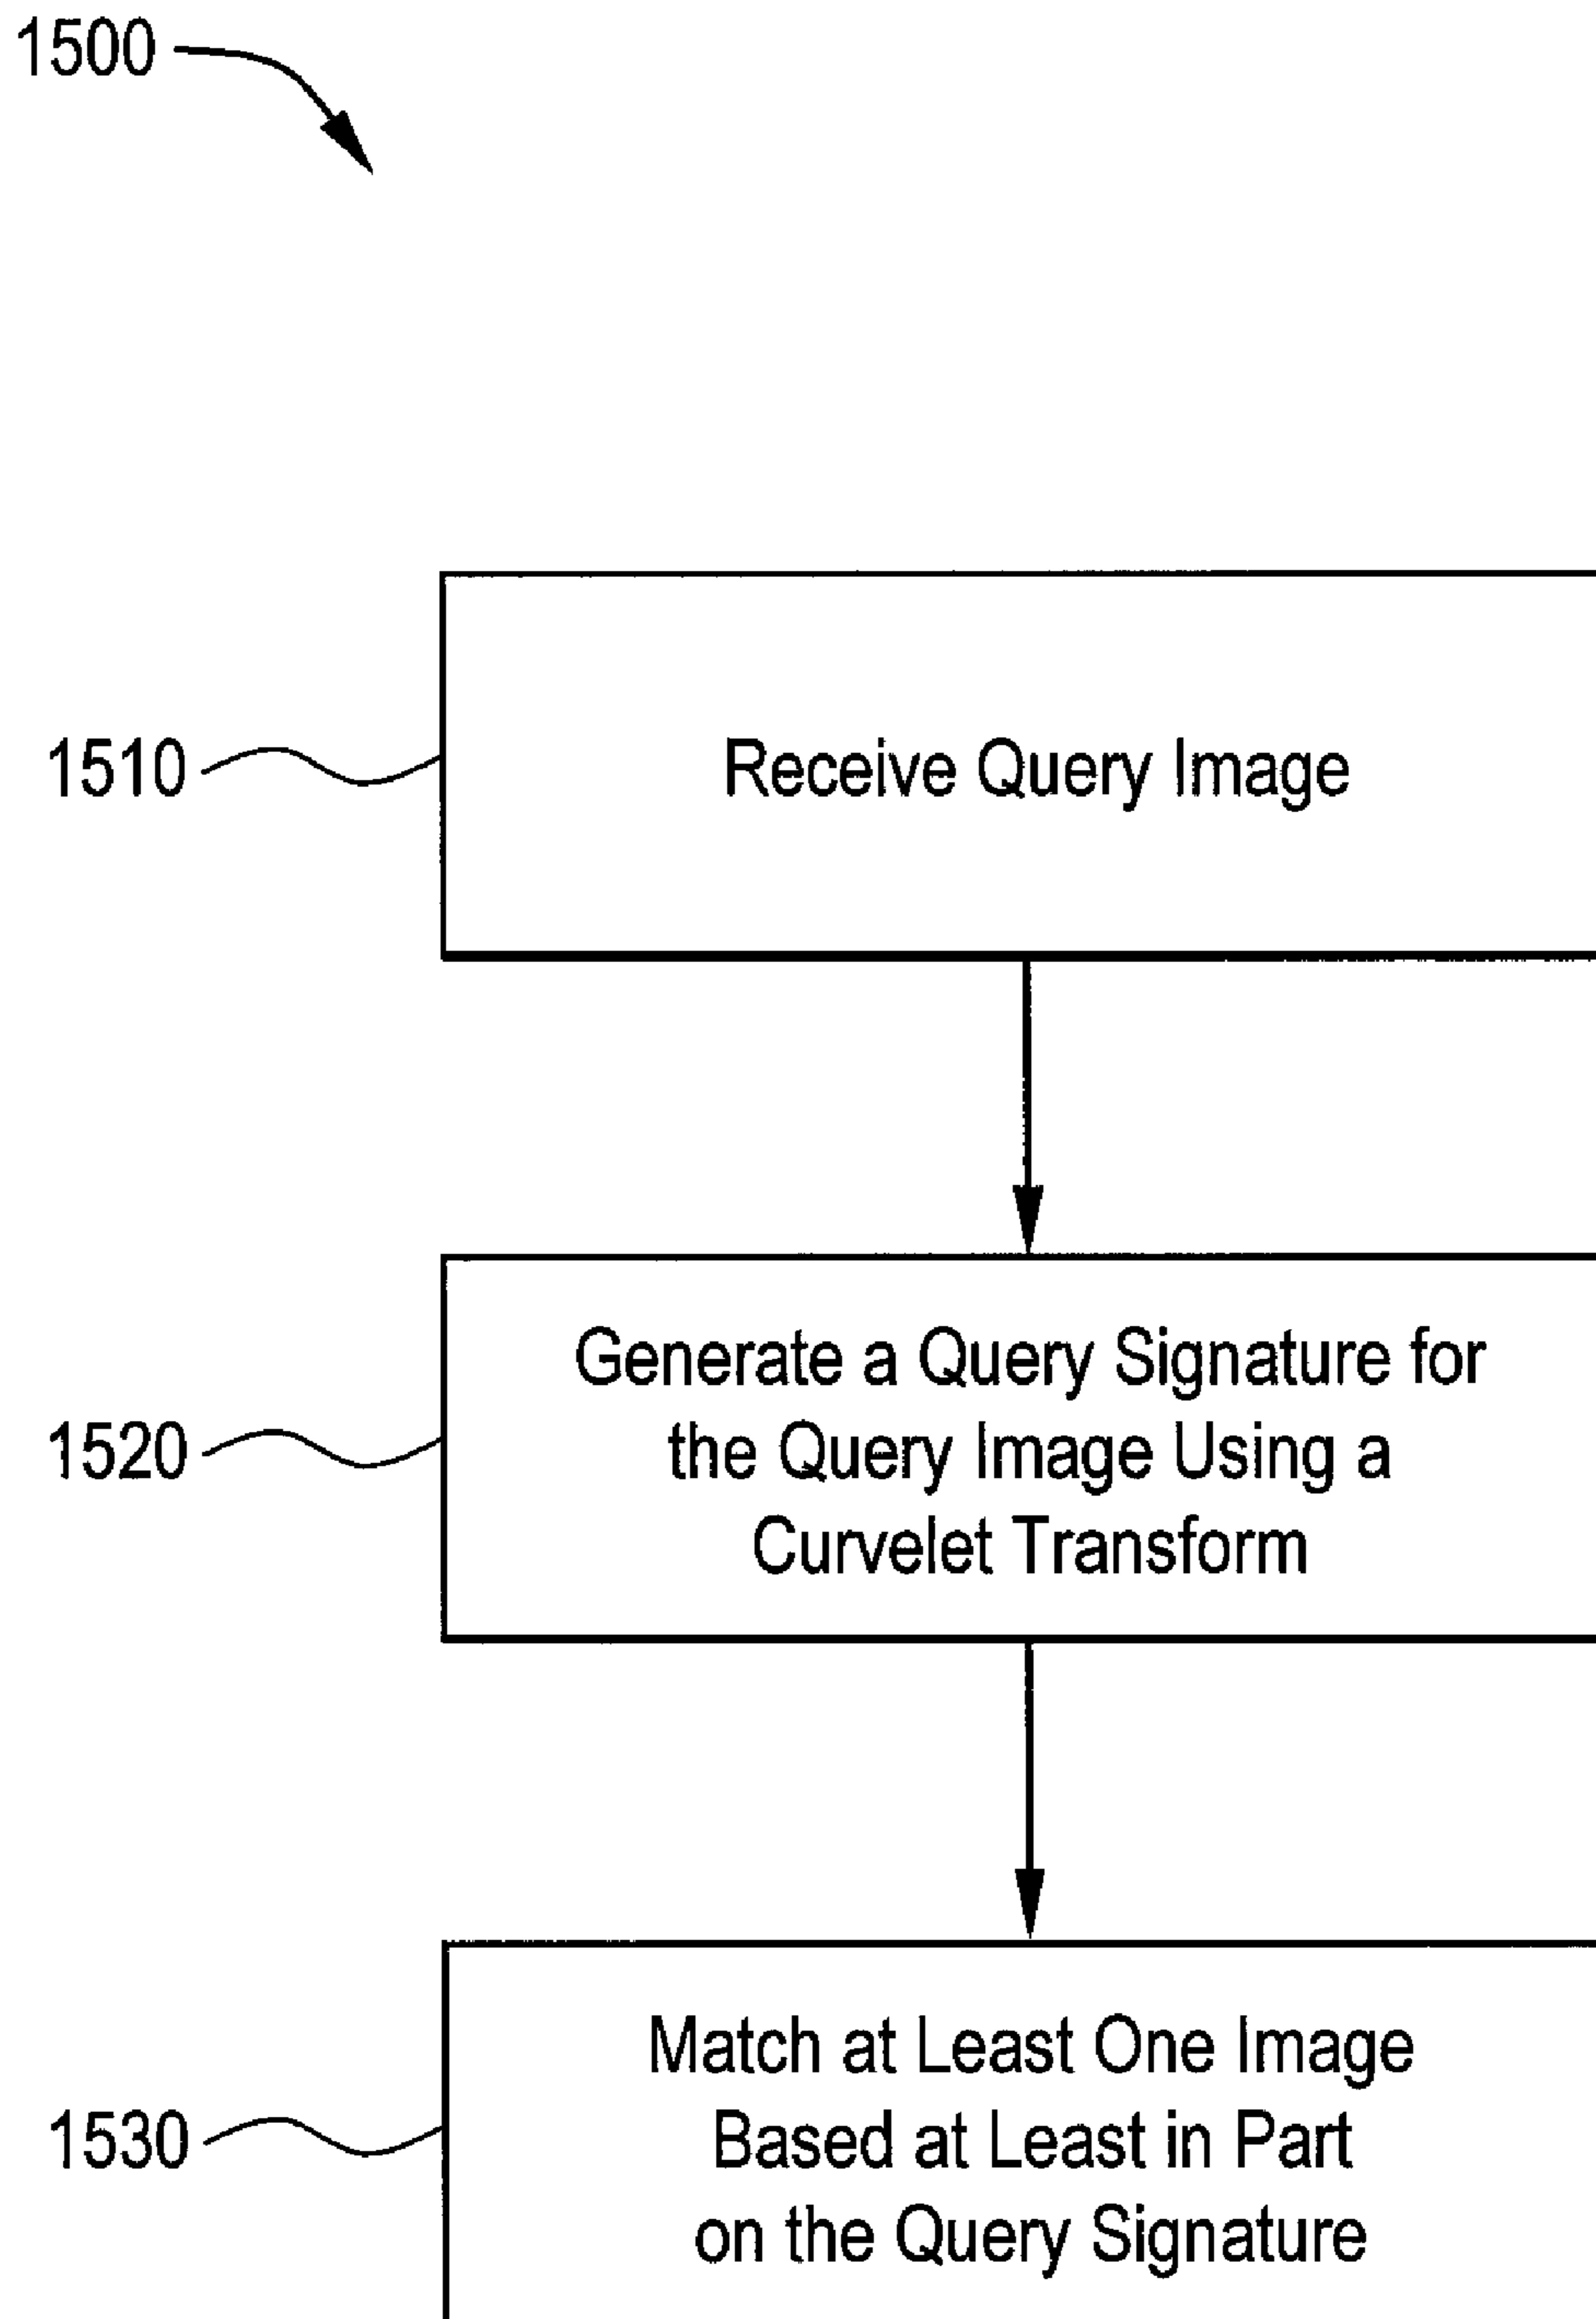 1500
1510
Receive Query Image
Generate a Query Signature for
1520
the Query Image Using a
Curvelet Transform
Match at Least One Image
1530
Based at Least in Part
on the Query Signature